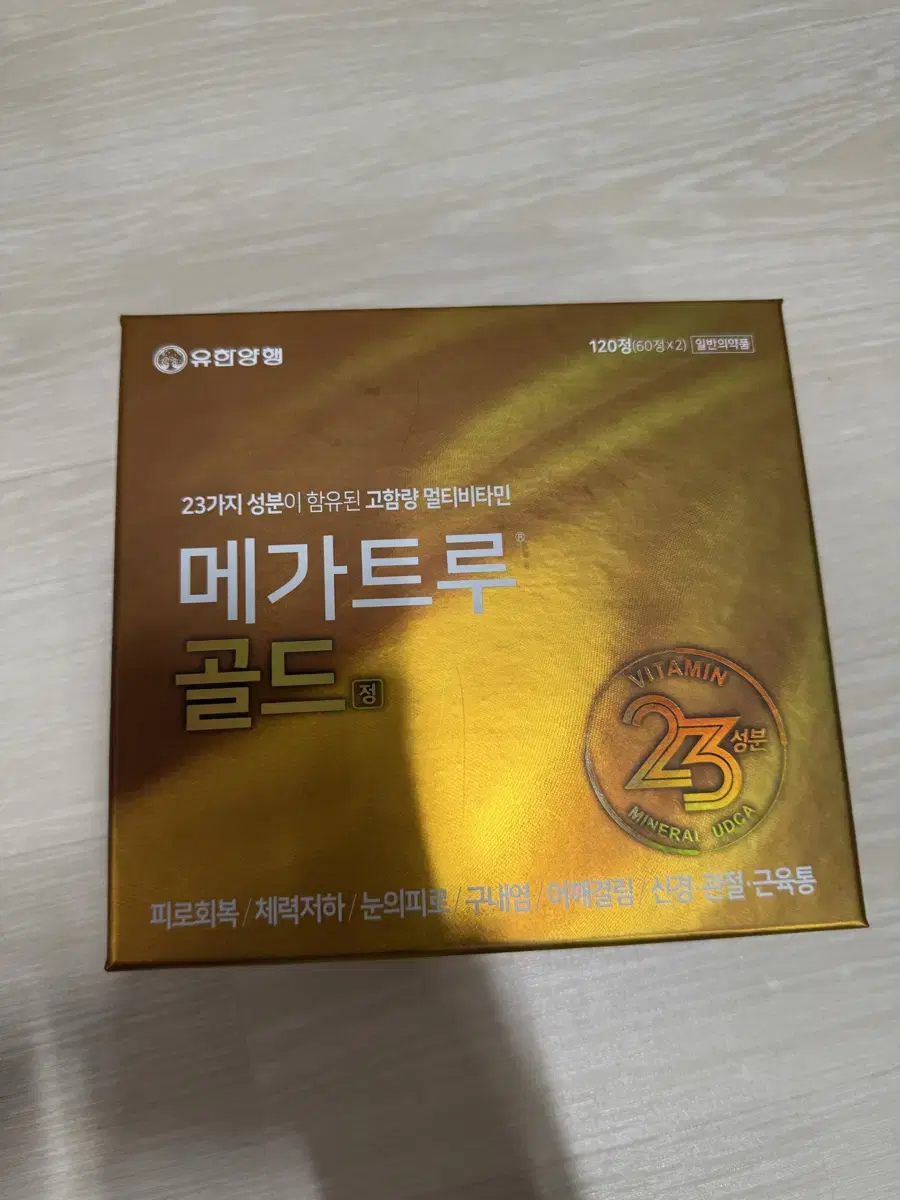 유한양행
120정(60정×2) 일반의약품
23가지 성분이 함유된 고함량 멀티비타민
메가트루®
골드 정
VITAMIN
23 성분
MINERAL UDCA
피로회복/체력저하/눈의피로/구내염/어깨결림/신경·관절·근육통